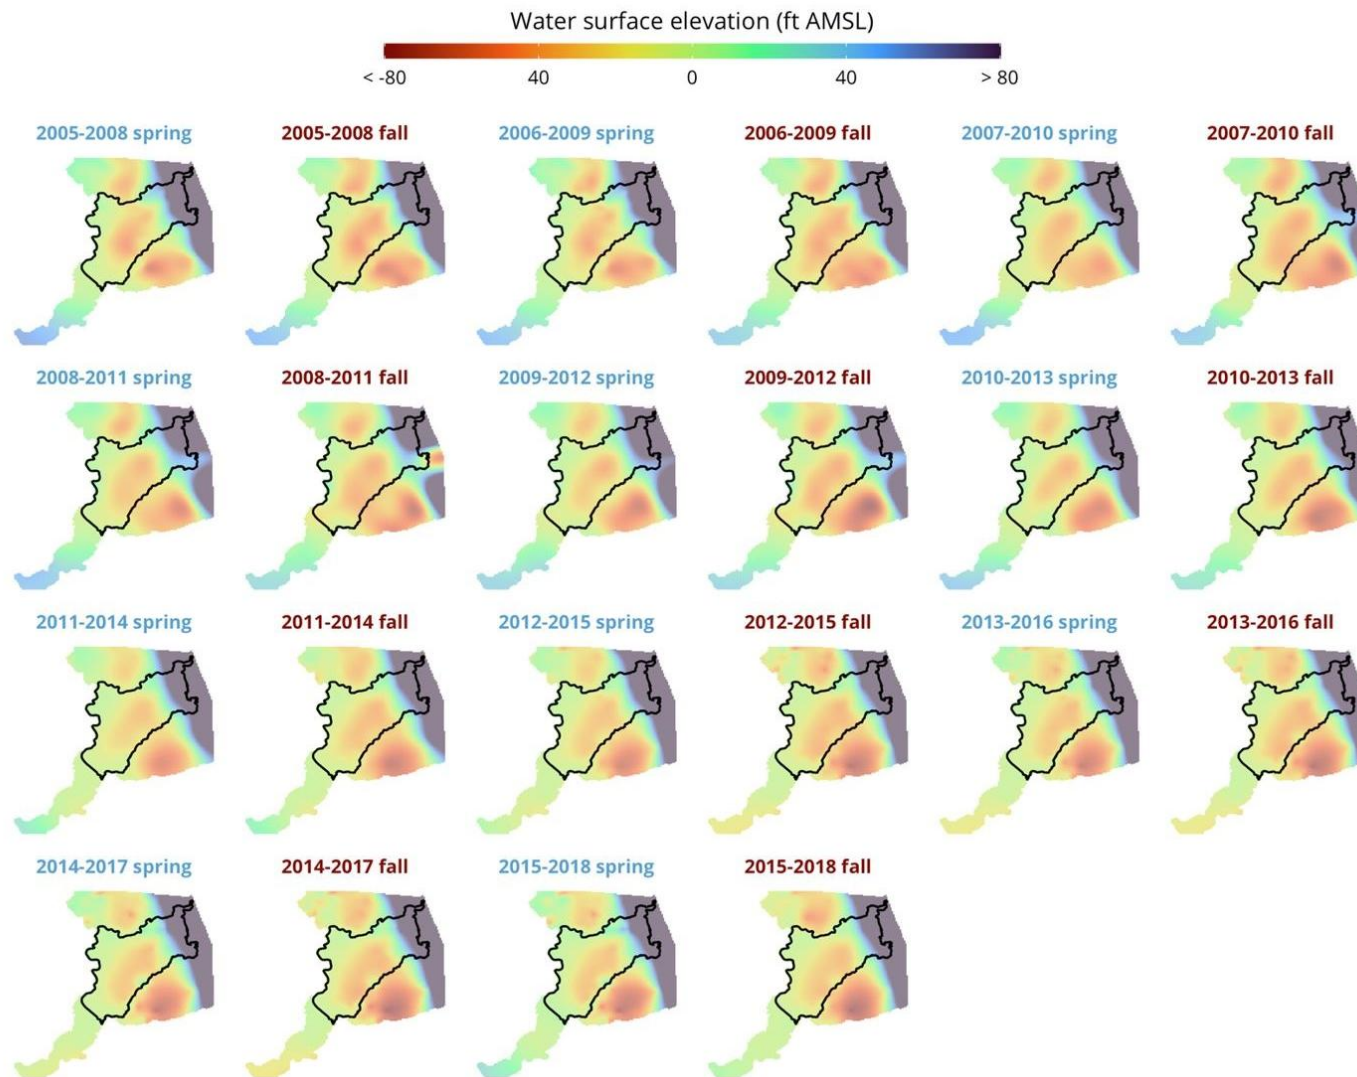 Water surface elevation (ft AMSL)
< -80 40 0 40 > 80
2005-2008 spring 2005-2008 fall 2006-2009 spring 2006-2009 fall 2007-2010 spring 2007-2010 fall
2008-2011 spring 2008-2011 fall 2009-2012 spring 2009-2012 fall 2010-2013 spring 2010-2013 fall
2011-2014 spring 2011-2014 fall 2012-2015 spring 2012-2015 fall 2013-2016 spring 2013-2016 fall
2014-2017 spring 2014-2017 fall 2015-2018 spring 2015-2018 fall